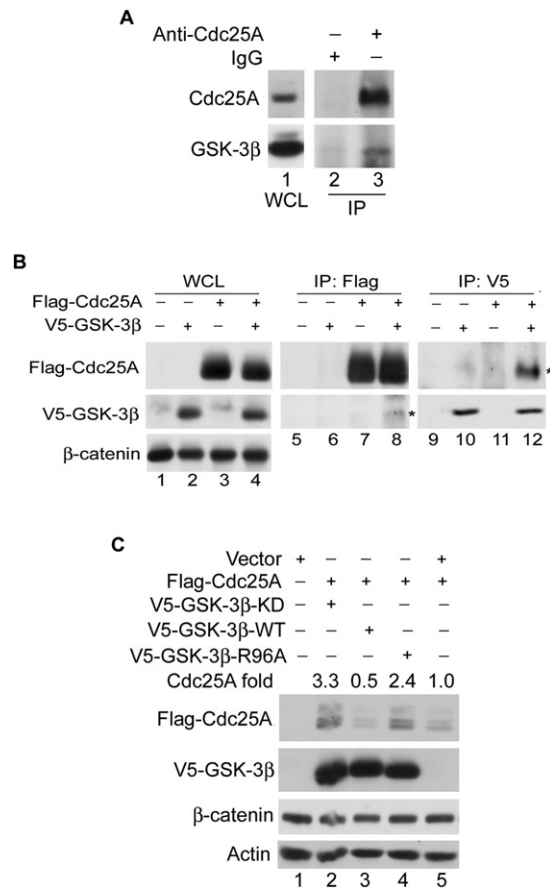 A
Anti-Cdc25A – +
IgG + –
Cdc25A
GSK-3β
1 2 3
WCL IP
B
WCL IP: Flag IP: V5
Flag-Cdc25A – – + + – – + + – – + +
V5-GSK-3β – + – + – + – + – + – +
Flag-Cdc25A *
V5-GSK-3β *
β-catenin
5 6 7 8 9 10 11 12
1 2 3 4
C
Vector + – – – +
Flag-Cdc25A – + + + +
V5-GSK-3β-KD – + – – –
V5-GSK-3β-WT – – + – –
V5-GSK-3β-R96A – – – + –
Cdc25A fold 3.3 0.5 2.4 1.0
Flag-Cdc25A
V5-GSK-3β
β-catenin
Actin
1 2 3 4 5